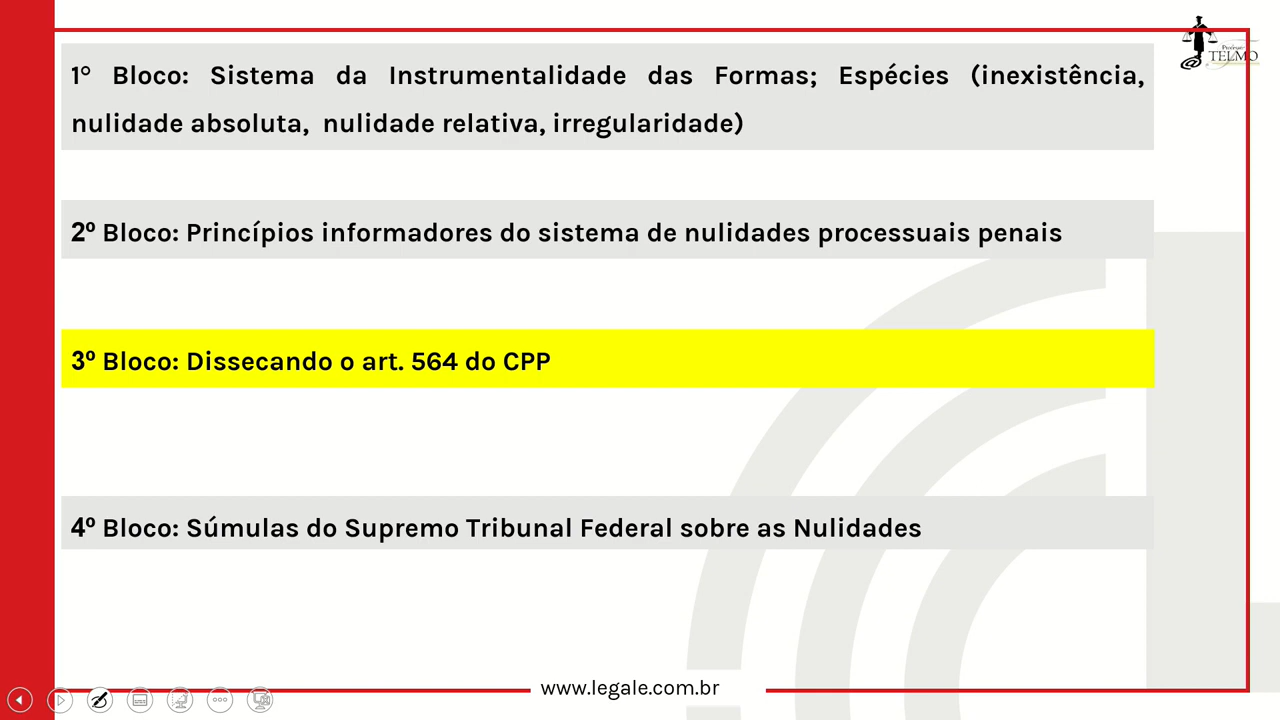 Professor
TELMO
1° Bloco: Sistema da Instrumentalidade das Formas; Espécies (inexistência,
nulidade absoluta, nulidade relativa, irregularidade)
2º Bloco: Princípios informadores do sistema de nulidades processuais penais
3º Bloco: Dissecando o art. 564 do CPP
4º Bloco: Súmulas do Supremo Tribunal Federal sobre as Nulidades
www.legale.com.br